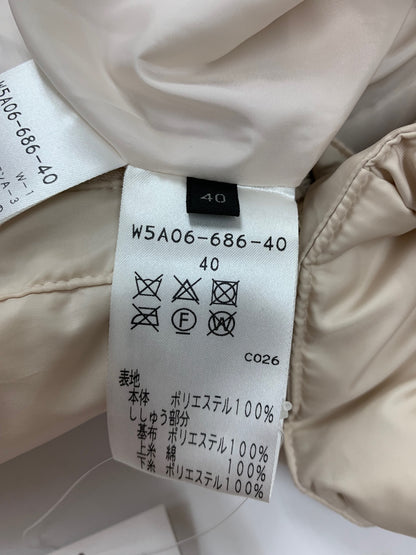 40
W5A06-686-40
40
F W
C026
表地
本体 ポリエステル100%
ししゅう部分
基布 ポリエステル100%
上糸 綿 100%
下糸 ポリエステル100%
W5A06-686-40
W-1